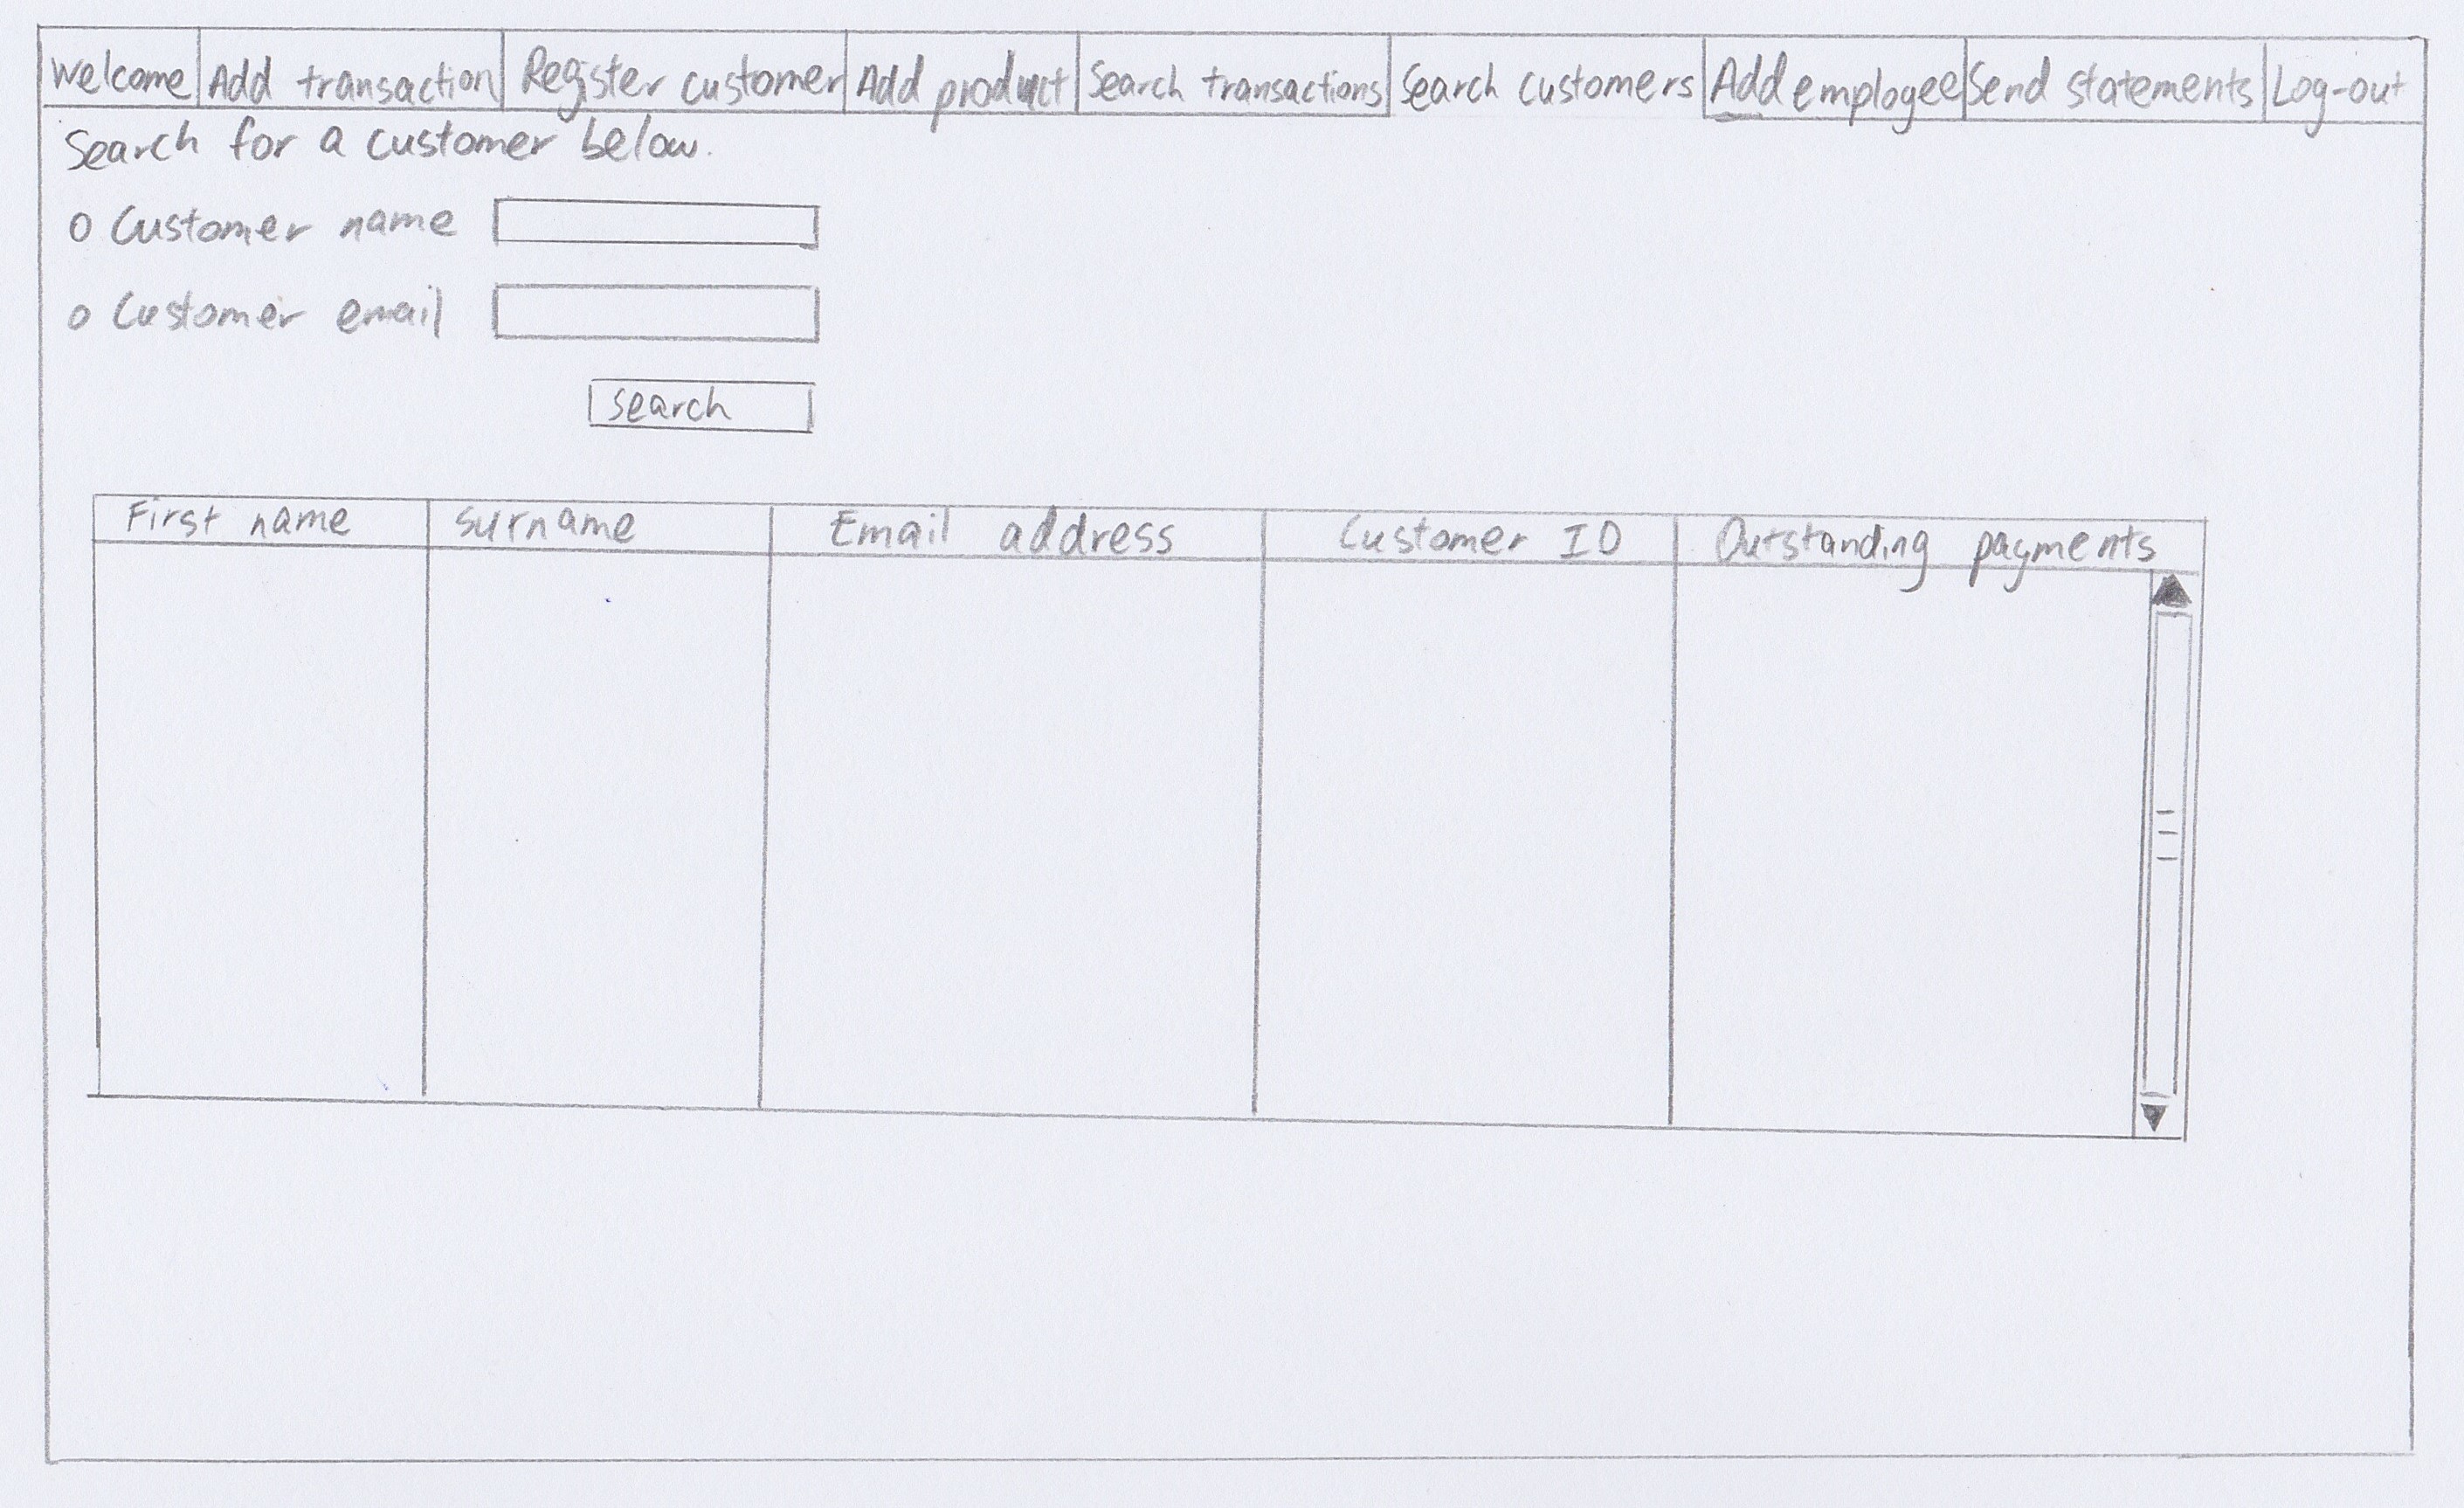 Welcome Add transaction Register customer Add product Search transactions Search customers Add employee Send statements Log-out
Search for a customer below.
o Customer name
o Customer email
search
First name surname Email address Customer ID Outstanding payments